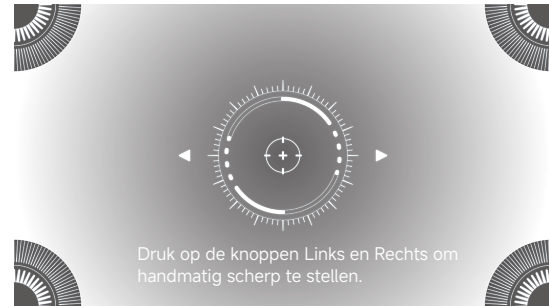 Druk op de knoppen Links en Rechts om
handmatig scherp te stellen.